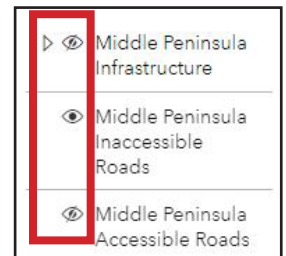 Middle Peninsula
Infrastructure
Middle Peninsula
Inaccessible
Roads
Middle Peninsula
Accessible Roads